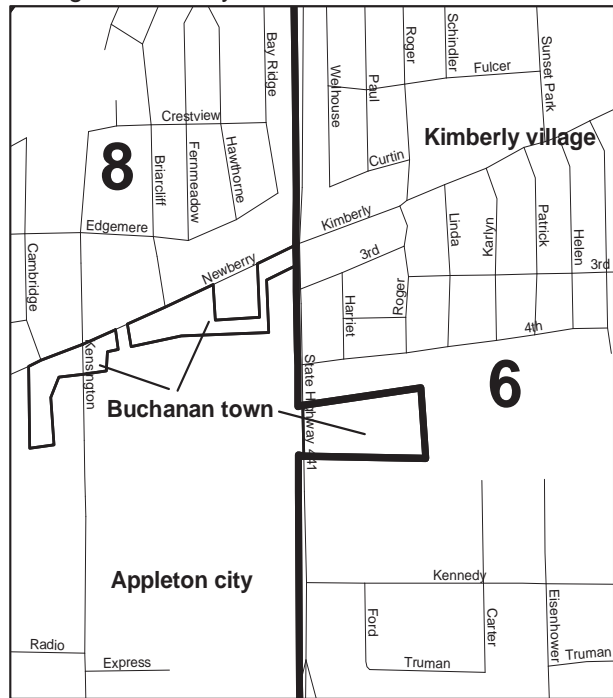 Bay Ridge
Welhouse
Paul
Roger
Schindler
Sunset Park
Fulcer
Crestview
Kimberly village
8
Briarcliff
Fernmeadow
Hawthorne
Curtin
Edgemere
Kimberly
Newberry
Cambridge
3rd
Linda
Karlyn
Patrick
Helen
3rd
Harriet
Roger
4th
Kensington
State Highway 441
6
Buchanan town
Appleton city
Kennedy
Ford
Carter
Eisenhower
Radio
Express
Truman
Truman